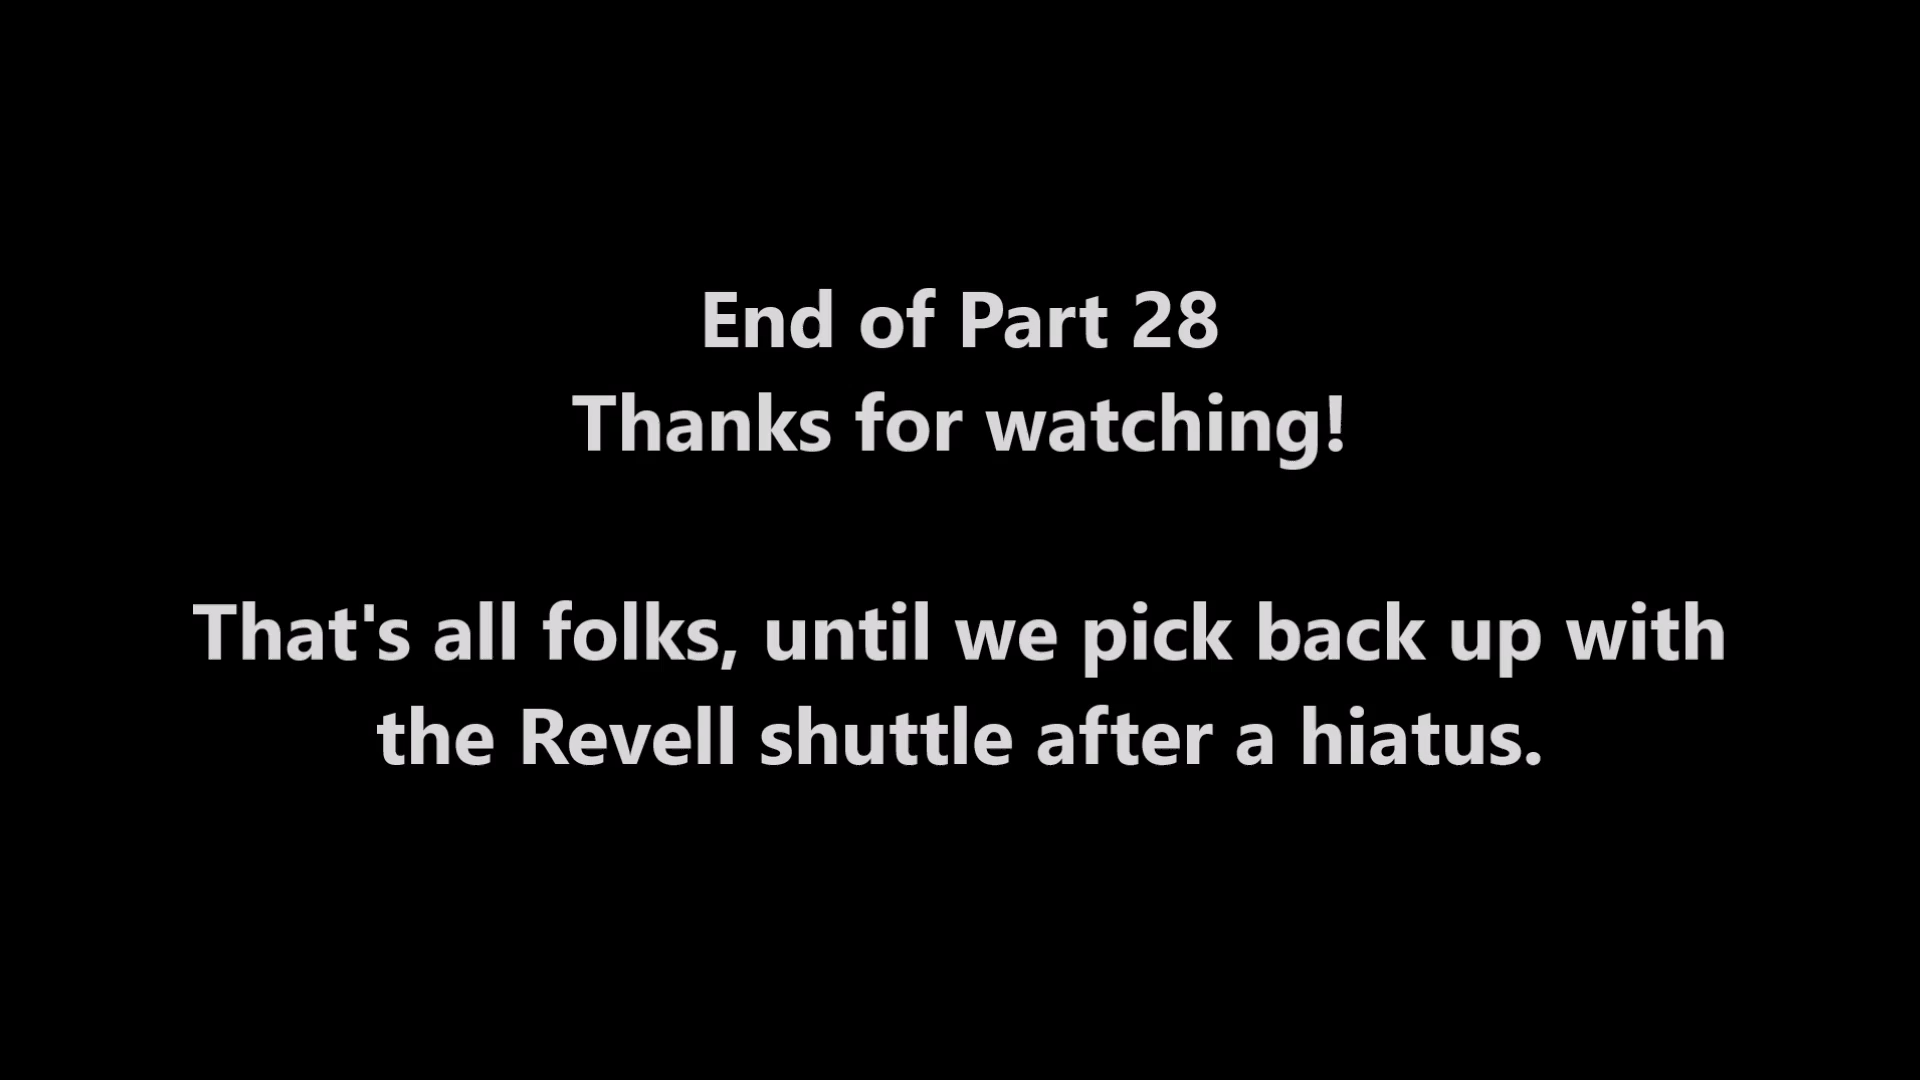 End of Part 28
Thanks for watching!
That's all folks, until we pick back up with
the Revell shuttle after a hiatus.